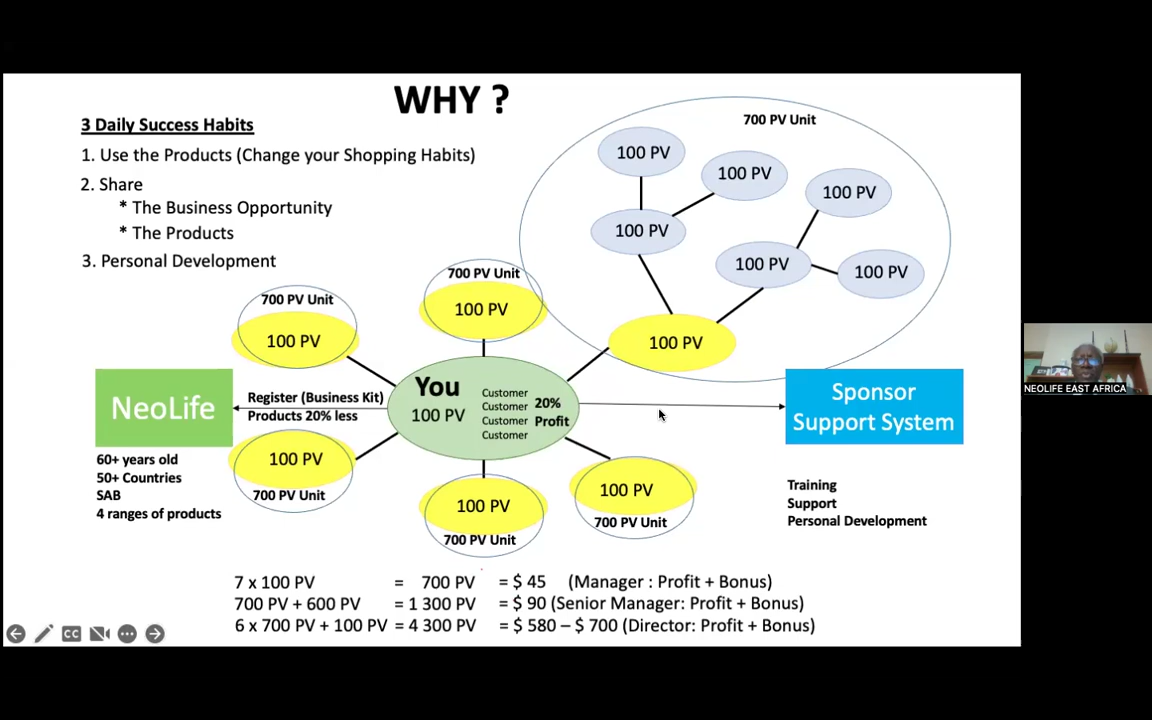 WHY ?
3 Daily Success Habits
1. Use the Products (Change your Shopping Habits)
2. Share
* The Business Opportunity
* The Products
3. Personal Development
700 PV Unit
100 PV
100 PV
100 PV
100 PV
100 PV
100 PV
100 PV
700 PV Unit
100 PV
700 PV Unit
100 PV
NeoLife
Register (Business Kit)
Products 20% less
You
100 PV
Customer
Customer
Customer
Customer
20%
Profit
Sponsor
Support System
NEOLIFE EAST AFRICA
60+ years old
50+ Countries
SAB
4 ranges of products
100 PV
700 PV Unit
100 PV
700 PV Unit
100 PV
700 PV Unit
Training
Support
Personal Development
7 x 100 PV = 700 PV = $ 45 (Manager : Profit + Bonus)
700 PV + 600 PV = 1 300 PV = $ 90 (Senior Manager: Profit + Bonus)
6 x 700 PV + 100 PV = 4 300 PV = $ 580 – $ 700 (Director: Profit + Bonus)
CC